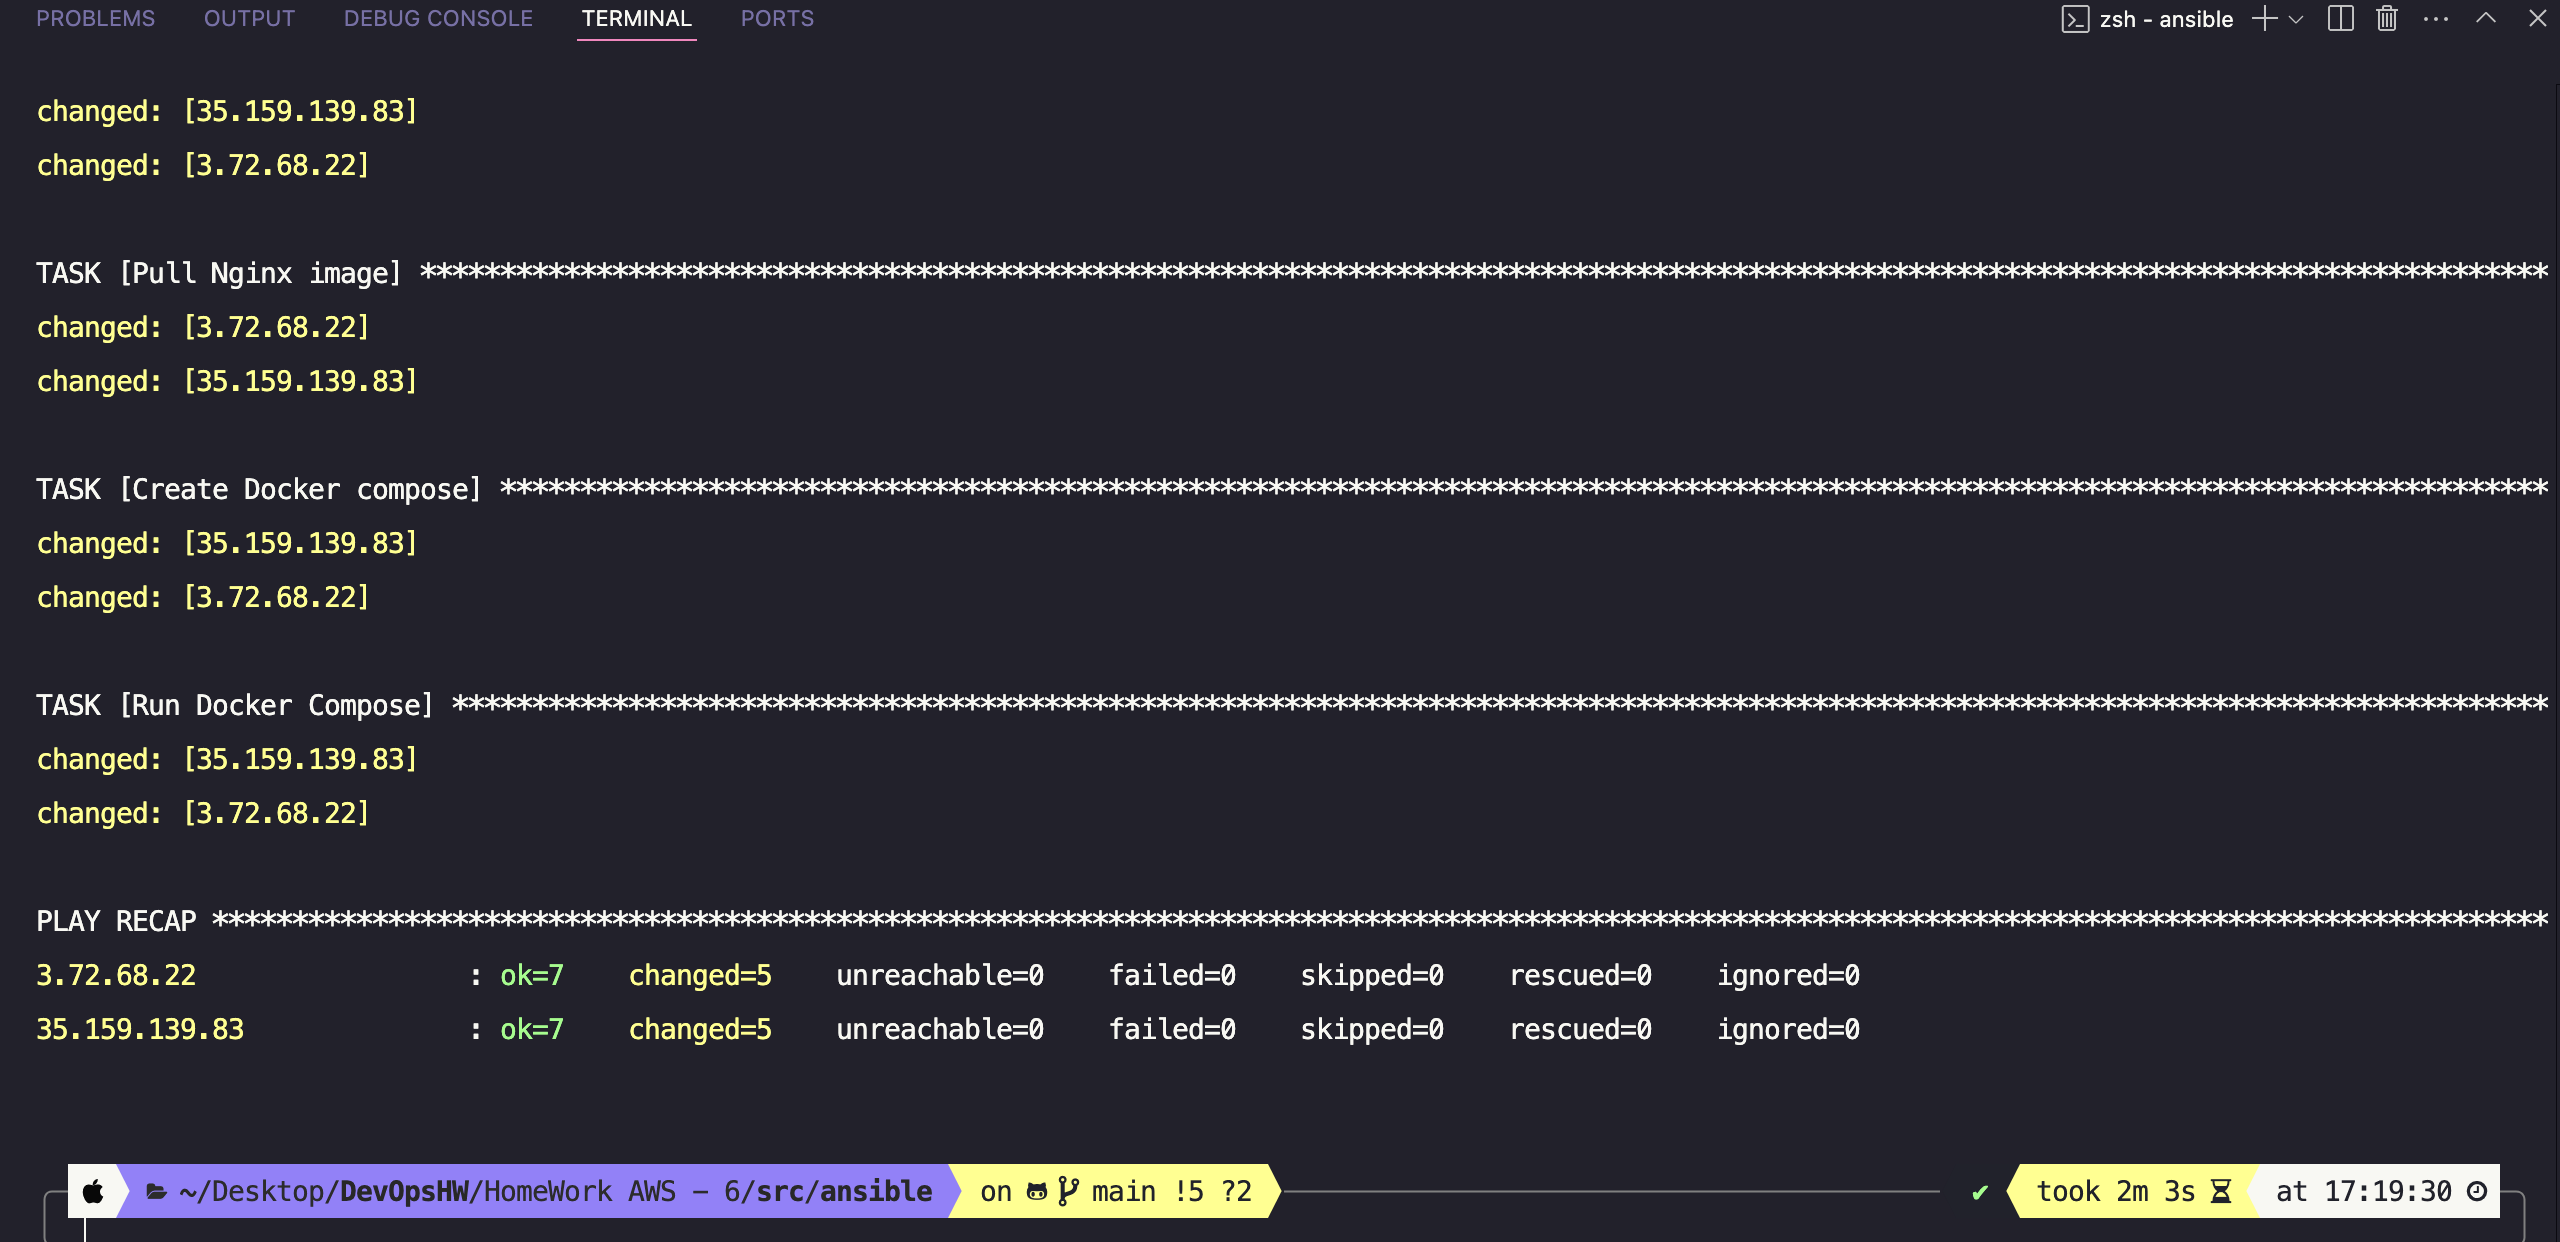 PROBLEMS OUTPUT DEBUG CONSOLE TERMINAL PORTS zsh - ansible
changed: [35.159.139.83]
changed: [3.72.68.22]
TASK [Pull Nginx image] *************************************************************************************************************************************
changed: [3.72.68.22]
changed: [35.159.139.83]
TASK [Create Docker compose] ********************************************************************************************************************************
changed: [35.159.139.83]
changed: [3.72.68.22]
TASK [Run Docker Compose] ***********************************************************************************************************************************
changed: [35.159.139.83]
changed: [3.72.68.22]
PLAY RECAP **************************************************************************************************************************************************
3.72.68.22 : ok=7 changed=5 unreachable=0 failed=0 skipped=0 rescued=0 ignored=0
35.159.139.83 : ok=7 changed=5 unreachable=0 failed=0 skipped=0 rescued=0 ignored=0
~/Desktop/DevOpsHW/HomeWork AWS – 6/src/ansible on main !5 ?2 ✔ took 2m 3s at 17:19:30